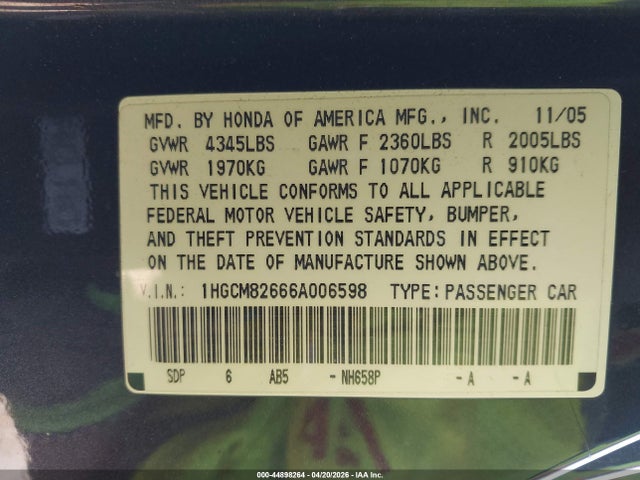 MFD. BY HONDA OF AMERICA MFG., INC. 11/05
GVWR 4345LBS GAWR F 2360LBS R 2005LBS
GVWR 1970KG GAWR F 1070KG R 910KG
THIS VEHICLE CONFORMS TO ALL APPLICABLE
FEDERAL MOTOR VEHICLE SAFETY, BUMPER,
AND THEFT PREVENTION STANDARDS IN EFFECT
ON THE DATE OF MANUFACTURE SHOWN ABOVE.
V.I.N.: 1HGCM82666A006598 TYPE: PASSENGER CAR
SDP 6 AB5 -NH658P -A -A
000-44898264 - 04/20/2026 - IAA Inc.